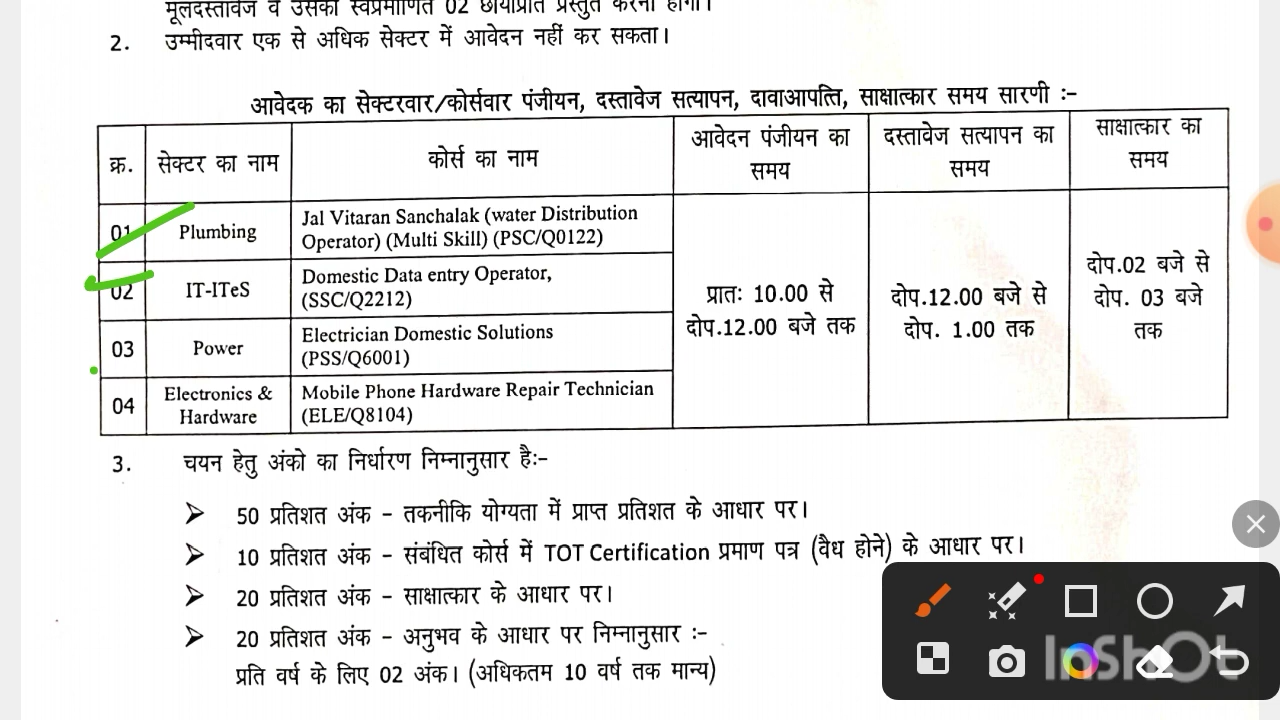 मूलदस्तावेज व उसकी स्वप्रमाणित 02 छायाप्रति प्रस्तुत करना होगा।
2. उम्मीदवार एक से अधिक सेक्टर में आवेदन नहीं कर सकता।
आवेदक का सेक्टरवार/कोर्सवार पंजीयन, दस्तावेज सत्यापन, दावाआपत्ति, साक्षात्कार समय सारणी :-
क्र. सेक्टर का नाम कोर्स का नाम आवेदन पंजीयन का समय दस्तावेज सत्यापन का समय साक्षात्कार का समय
01 Plumbing Jal Vitaran Sanchalak (water Distribution
Operator) (Multi Skill) (PSC/Q0122)
02 IT-ITeS Domestic Data entry Operator,
(SSC/Q2212)
03 Power Electrician Domestic Solutions
(PSS/Q6001)
04 Electronics & Hardware Mobile Phone Hardware Repair Technician
(ELE/Q8104)
प्रातः 10.00 से
दोप.12.00 बजे तक
दोप.12.00 बजे से
दोप. 1.00 तक
दोप.02 बजे से
दोप. 03 बजे
तक
3. चयन हेतु अंको का निर्धारण निम्नानुसार है:-
➢ 50 प्रतिशत अंक - तकनीकि योग्यता में प्राप्त प्रतिशत के आधार पर।
➢ 10 प्रतिशत अंक - संबंधित कोर्स में TOT Certification प्रमाण पत्र (वैध होने) के आधार पर।
➢ 20 प्रतिशत अंक - साक्षात्कार के आधार पर।
➢ 20 प्रतिशत अंक - अनुभव के आधार पर निम्नानुसार :-
प्रति वर्ष के लिए 02 अंक। (अधिकतम 10 वर्ष तक मान्य)
InShOt